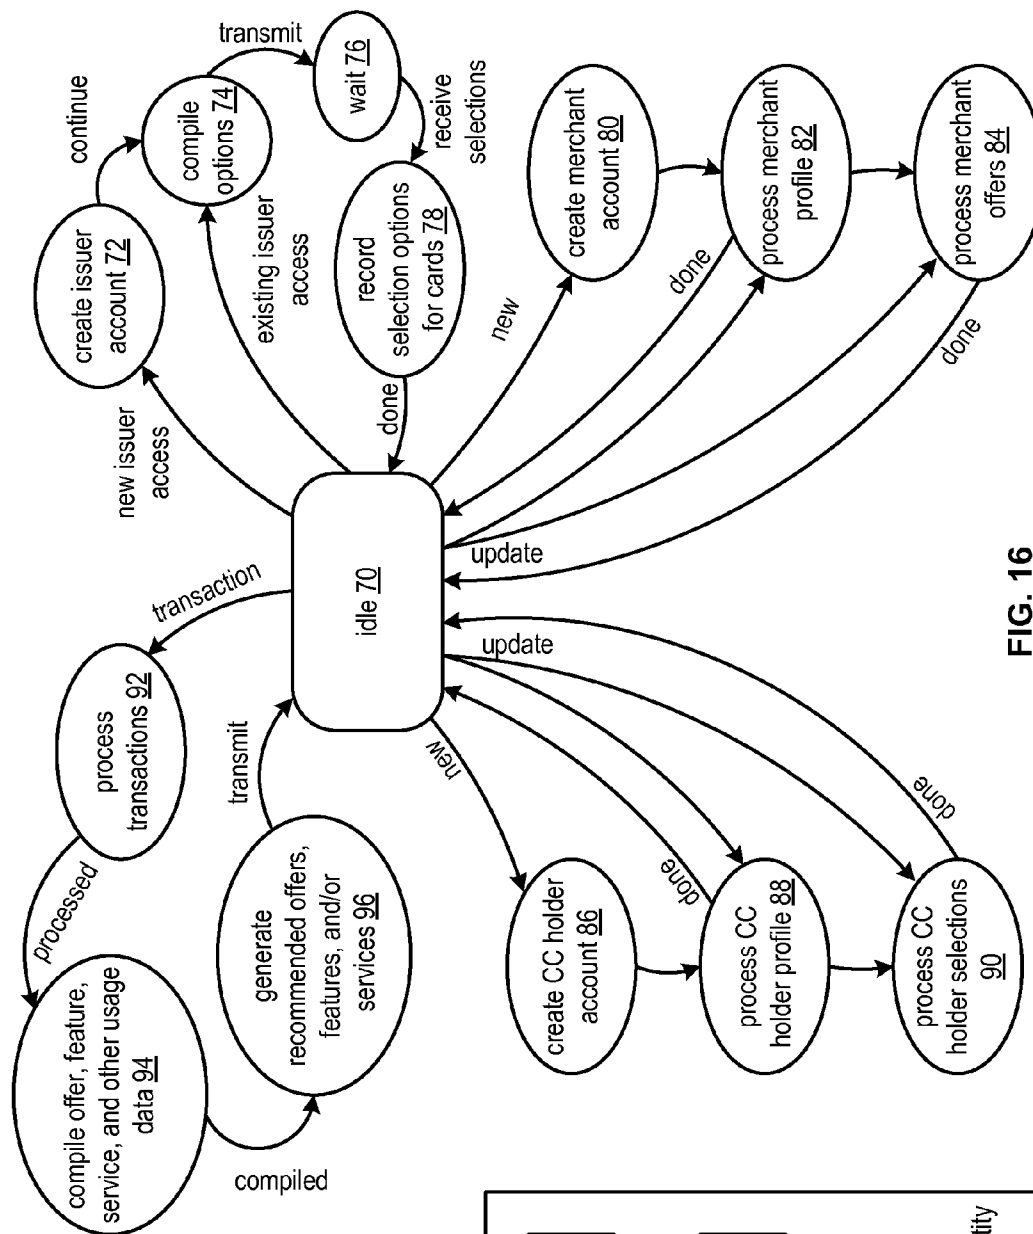 continue
transmit
create issuer
account 72
compile
options 74
wait 76
receive
selections
new issuer
access
existing issuer
access
record
selection options
for cards 78
done
new
create merchant
account 80
process merchant
profile 82
process merchant
offers 84
done
done
update
idle 70
transaction
process
transactions 92
processed
compile offer, feature,
service, and other usage
data 94
compiled
generate
recommended offers,
features, and/or
services 96
transmit
update
new
create CC holder
account 86
process CC
holder profile 88
process CC
holder selections
90
done
done
FIG. 16